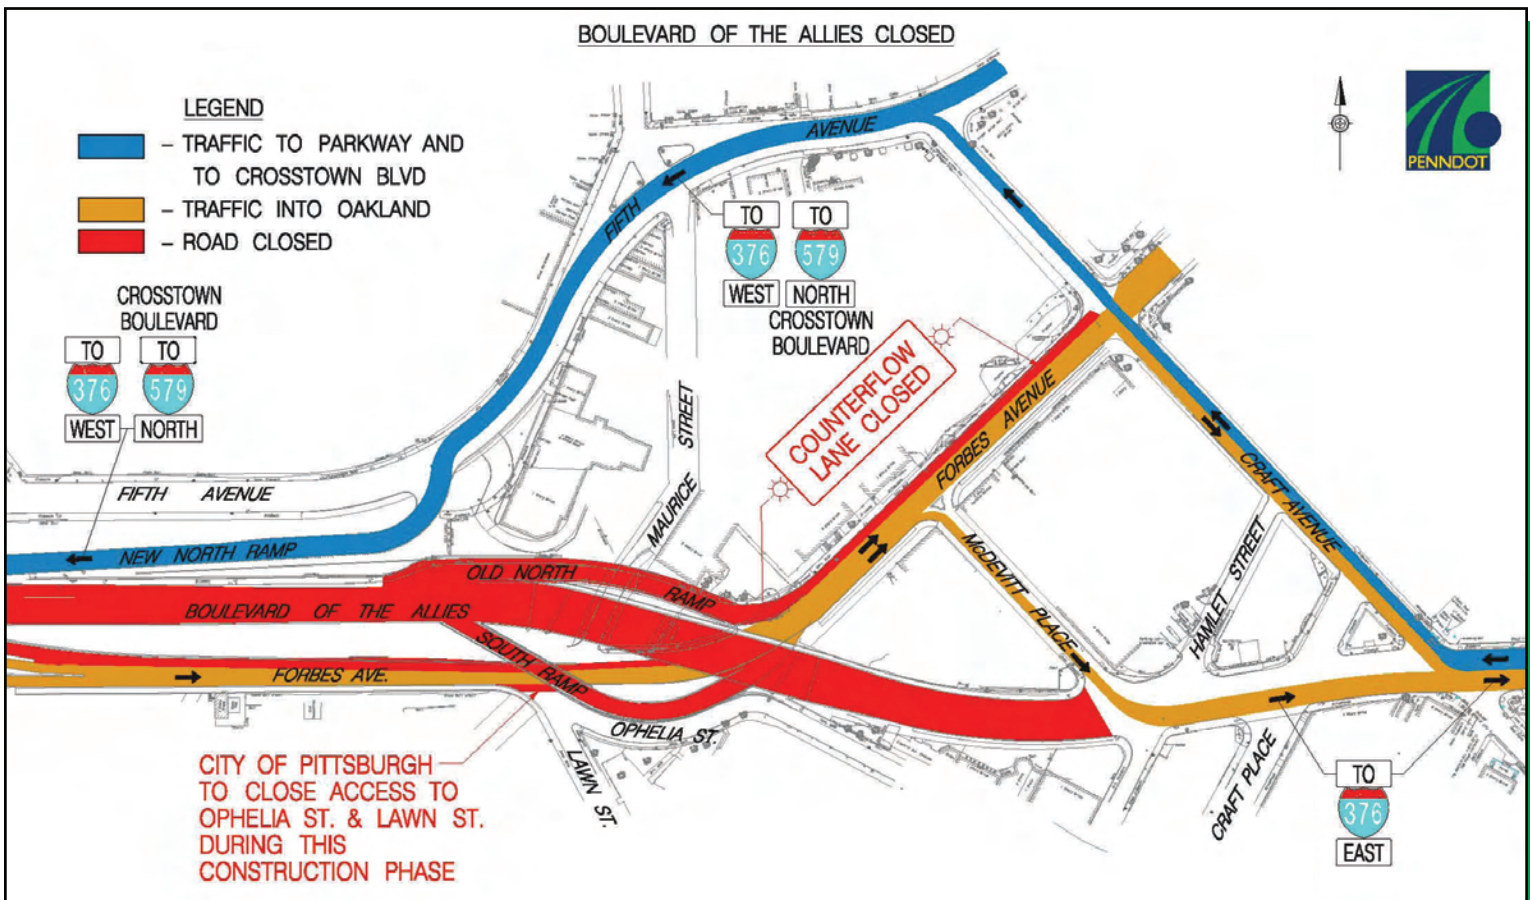 BOULEVARD OF THE ALLIES CLOSED
LEGEND
- TRAFFIC TO PARKWAY AND
TO CROSSTOWN BLVD
- TRAFFIC INTO OAKLAND
- ROAD CLOSED
PENNDOT
AVENUE
FIFTH
TO TO
376 579
WEST NORTH
CROSSTOWN
BOULEVARD
CROSSTOWN
BOULEVARD
TO TO
376 579
WEST NORTH
COUNTERFLOW
LANE CLOSED
FORBES AVENUE
MAURICE STREET
CRAFT AVENUE
FIFTH AVENUE
NEW NORTH RAMP
OLD NORTH RAMP
BOULEVARD OF THE ALLIES
McDEVITT PLACE
HAMLET STREET
SOUTH RAMP
FORBES AVE.
OPHELIA ST.
LAWN ST.
CRAFT PLACE
CITY OF PITTSBURGH
TO CLOSE ACCESS TO
OPHELIA ST. & LAWN ST.
DURING THIS
CONSTRUCTION PHASE
TO
376
EAST